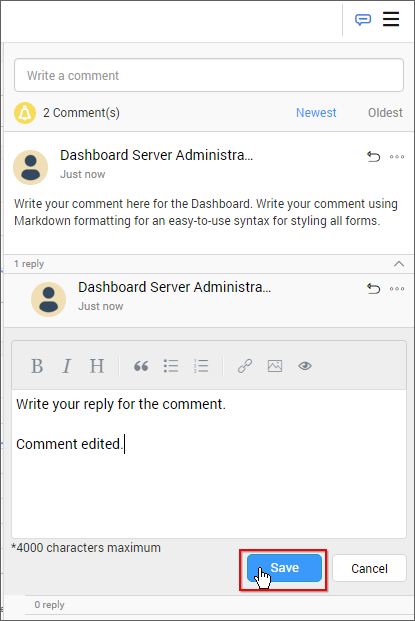 Write a comment
2 Comment(s)
Newest
Oldest
Dashboard Server Administra...
Just now
Write your comment here for the Dashboard. Write your comment using
Markdown formatting for an easy-to-use syntax for styling all forms.
1 reply
Dashboard Server Administra...
Just now
B I H
Write your reply for the comment.
Comment edited.
*4000 characters maximum
Save
Cancel
0 reply